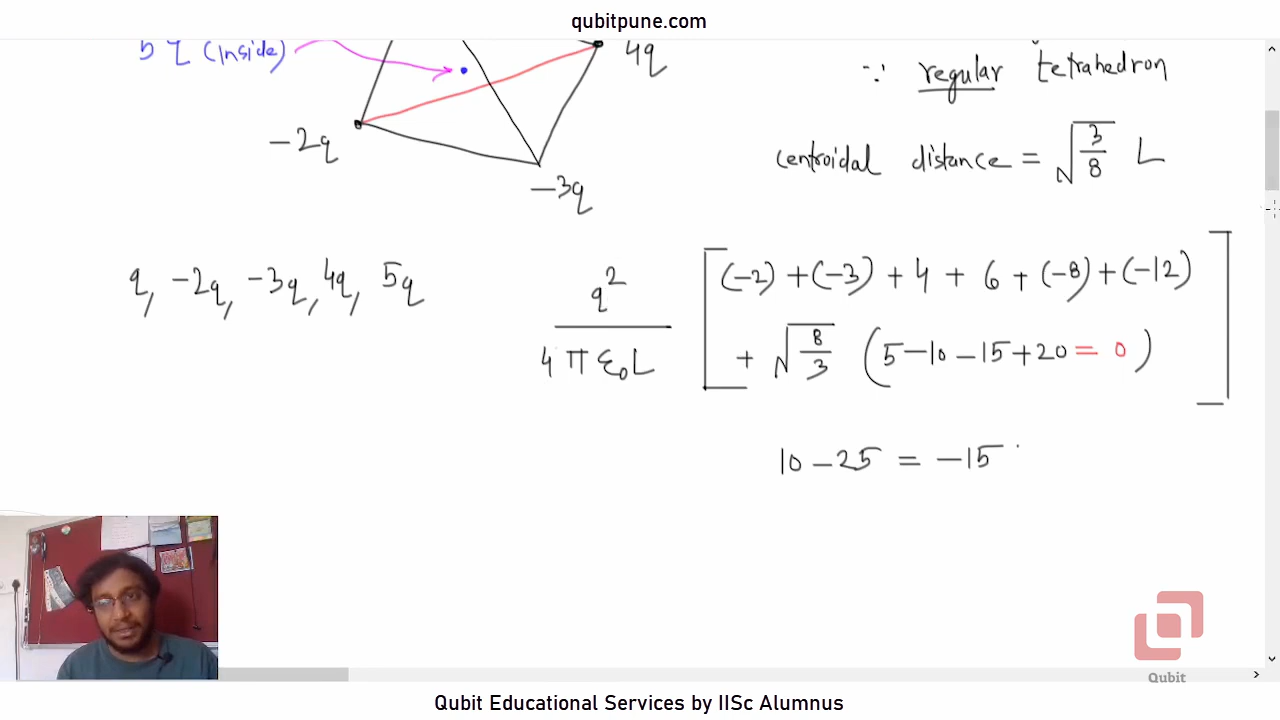 qubitpune.com
5q (inside)
4q
-2q
-3q
∵ regular tetrahedron
centroidal distance = √(3/8) L
q, -2q, -3q, 4q, 5q
q² / 4πε₀L [(-2) + (-3) + 4 + 6 + (-8) + (-12)
+ √(8/3) (5-10-15+20 = 0)]
10 - 25 = -15
Qubit
Qubit Educational Services by IISc Alumnus